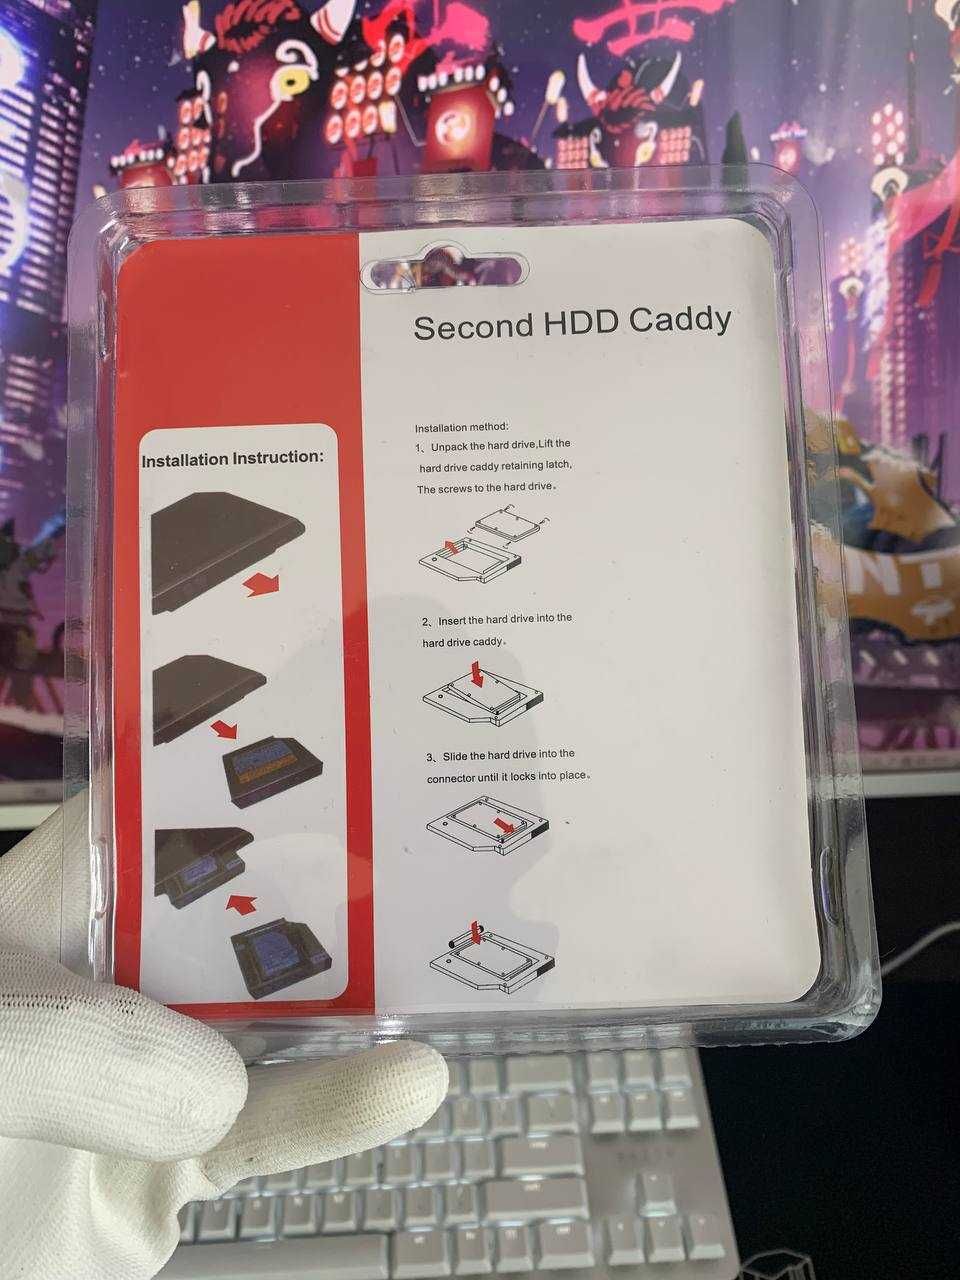 Second HDD Caddy
Installation Instruction:
Installation method:
1、Unpack the hard drive,Lift the
hard drive caddy retaining latch,
The screws to the hard drive。
2、Insert the hard drive into the
hard drive caddy。
3、Slide the hard drive into the
connector until it locks into place。
NT